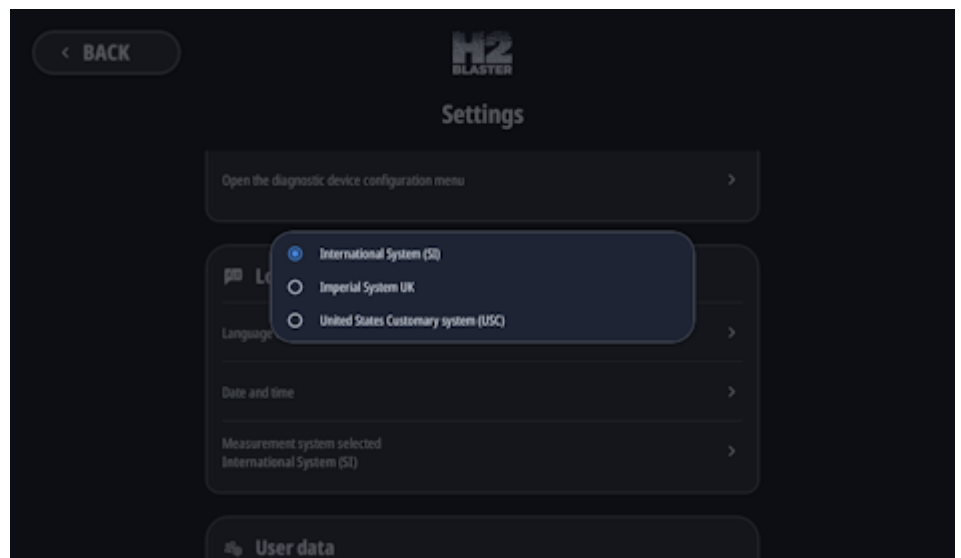 BACK
H2
BLASTER
Settings
Open the diagnostic device configuration menu
International System (SI)
Imperial System UK
United States Customary system (USC)
Language
Date and time
Measurement system selected
International System (SI)
User data